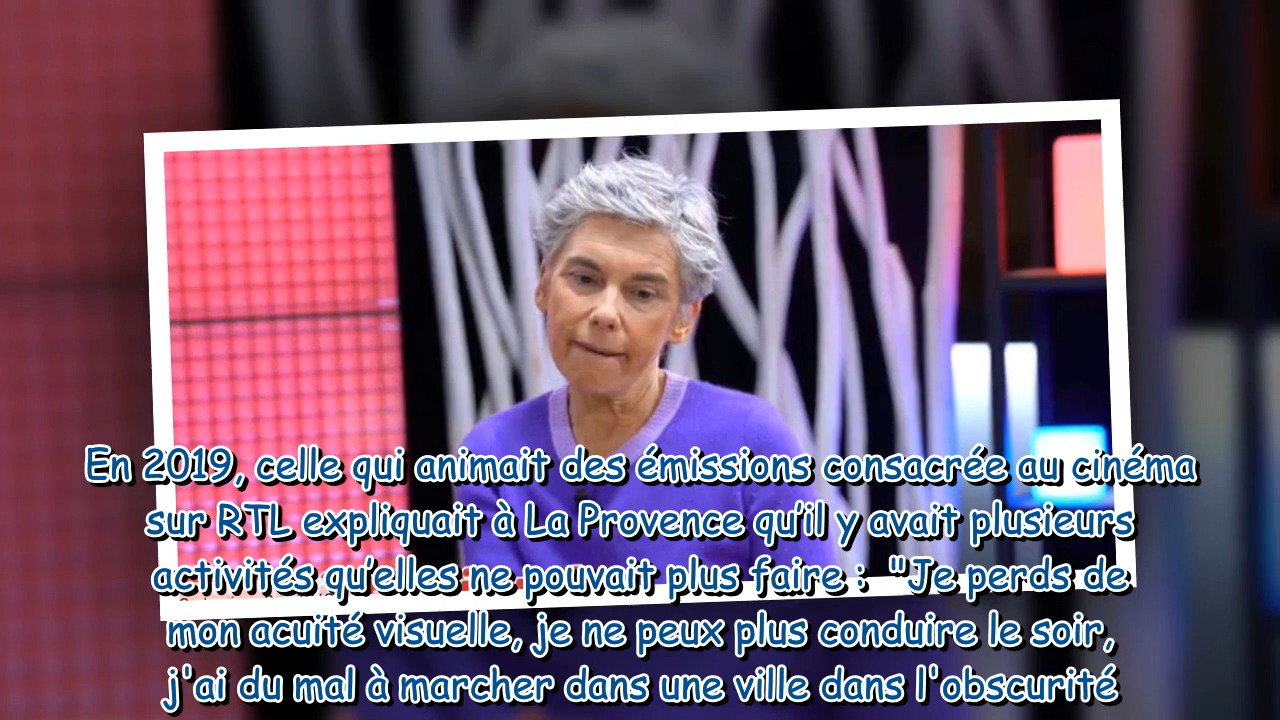 En 2019, celle qui animait des émissions consacrée au cinéma
sur RTL expliquait à La Provence qu'il y avait plusieurs
activités qu'elles ne pouvait plus faire : "Je perds de
mon acuité visuelle, je ne peux plus conduire le soir,
j'ai du mal à marcher dans une ville dans l'obscurité